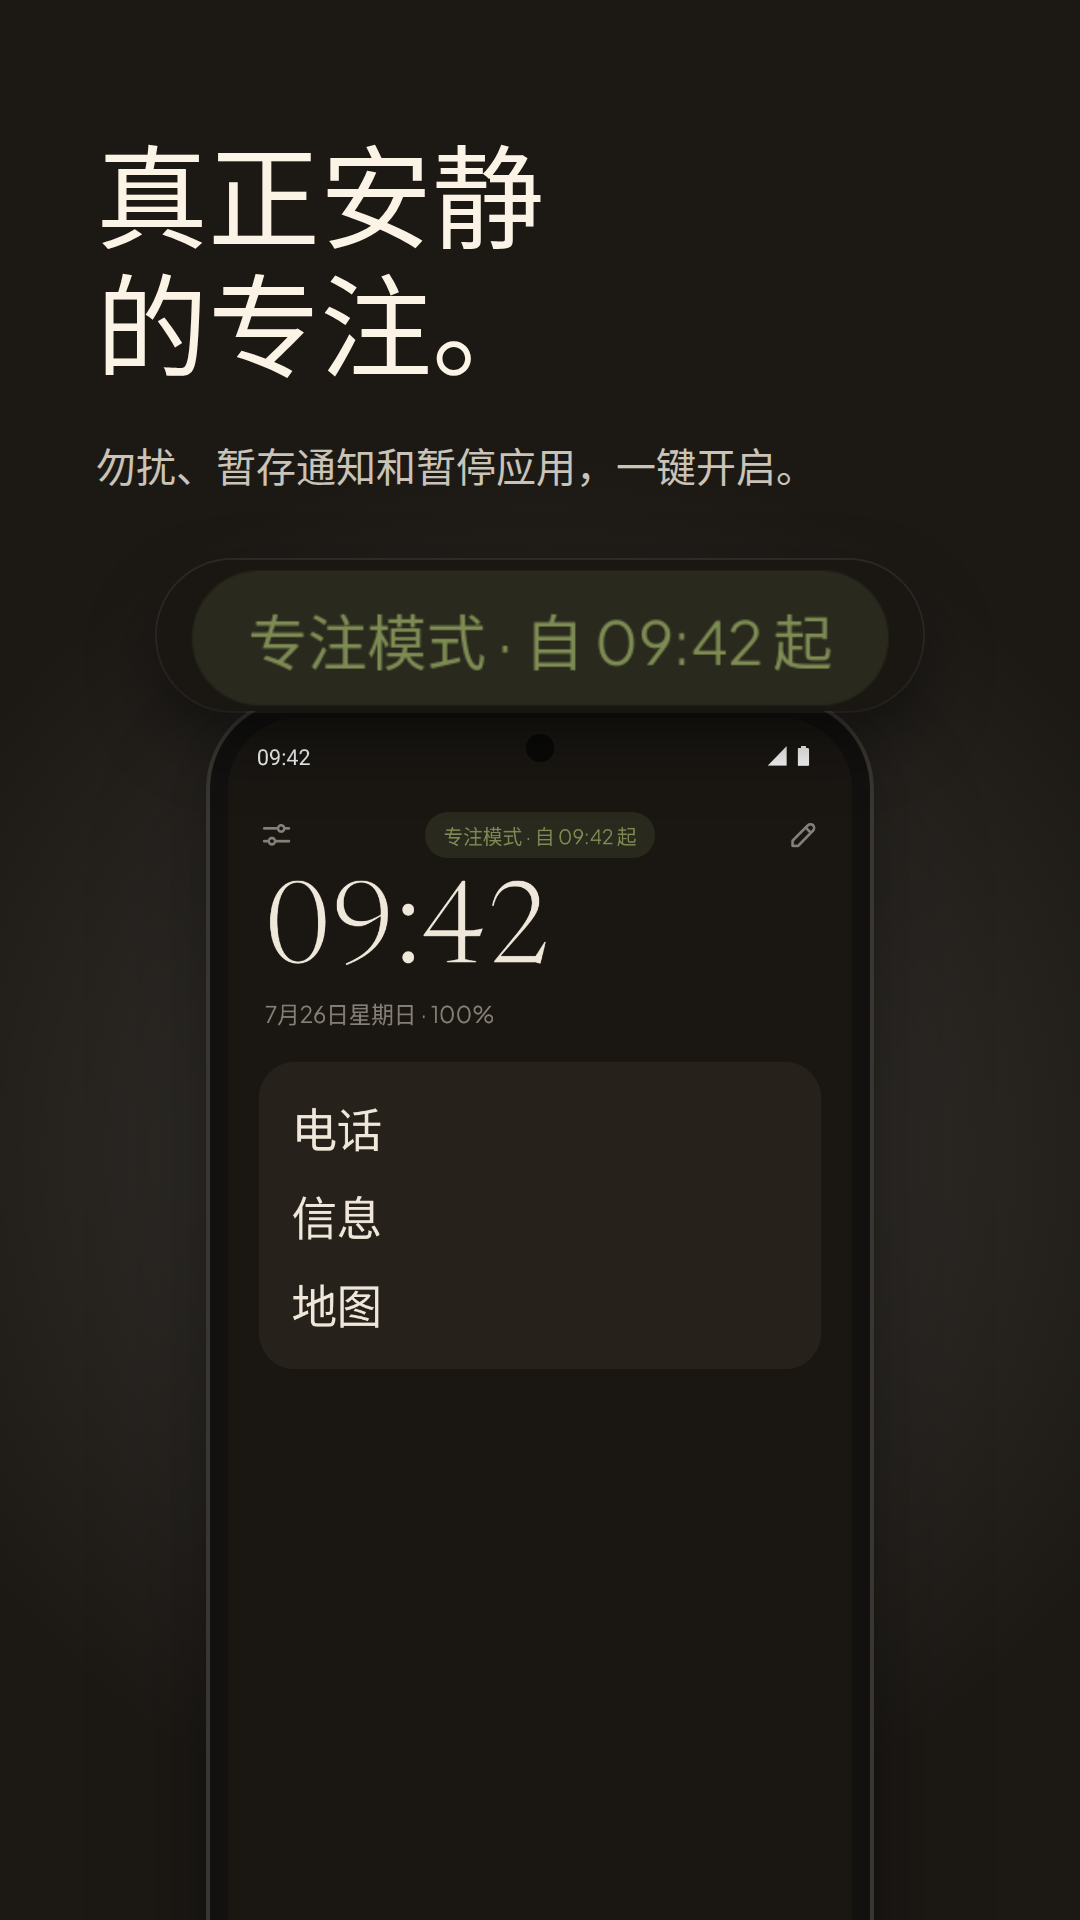 真正安静
的专注。
勿扰、暂存通知和暂停应用，一键开启。
专注模式 · 自 09:42 起
09:42
专注模式 · 自 09:42 起
09:42
7月26日星期日 · 100%
电话
信息
地图